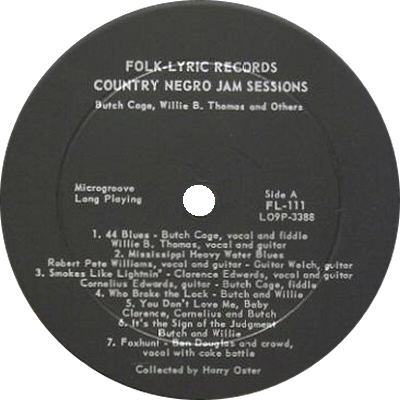 FOLK-LYRIC RECORDS
COUNTRY NEGRO JAM SESSIONS
Butch Cage, Willie B. Thomas and Others
Microgroove
Long Playing
Side A
FL-111
LO9P-3388
1. 44 Blues - Butch Cage, vocal and fiddle
Willie B. Thomas, vocal and guitar
2. Mississippi Heavy Water Blues
Robert Pete Williams, vocal and guitar - Guitar Welch, guitar
3. Smokes Like Lightnin' - Clarence Edwards, vocal and guitar
Cornelius Edwards, guitar - Butch Cage, fiddle
4. Who Broke the Lock - Butch and Willie
5. You Don't Love Me, Baby
Clarence, Cornelius and Butch
6. It's the Sign of the Judgment
Butch and Willie
7. Foxhunt - Ben Douglas and crowd,
vocal with coke bottle
Collected by Harry Oster